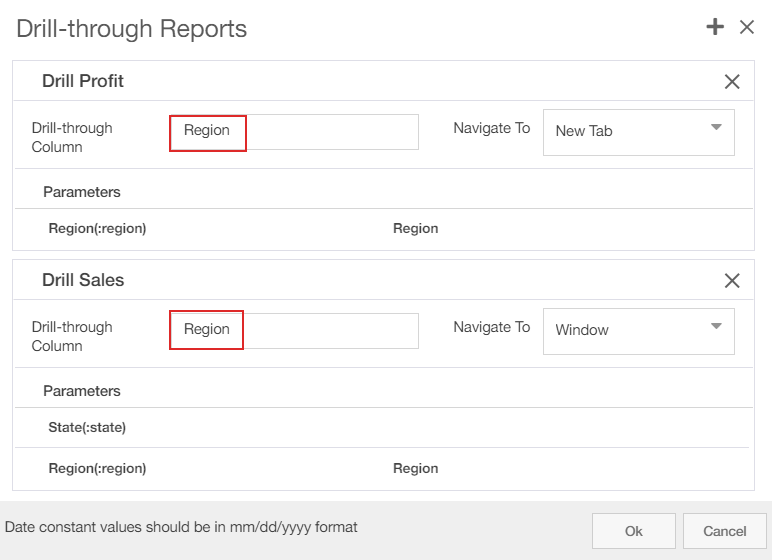 Drill-through Reports
Drill Profit
Drill-through Column
Region
Navigate To
New Tab
Parameters
Region(:region)
Region
Drill Sales
Drill-through Column
Region
Navigate To
Window
Parameters
State(:state)
Region(:region)
Region
Date constant values should be in mm/dd/yyyy format
Ok
Cancel